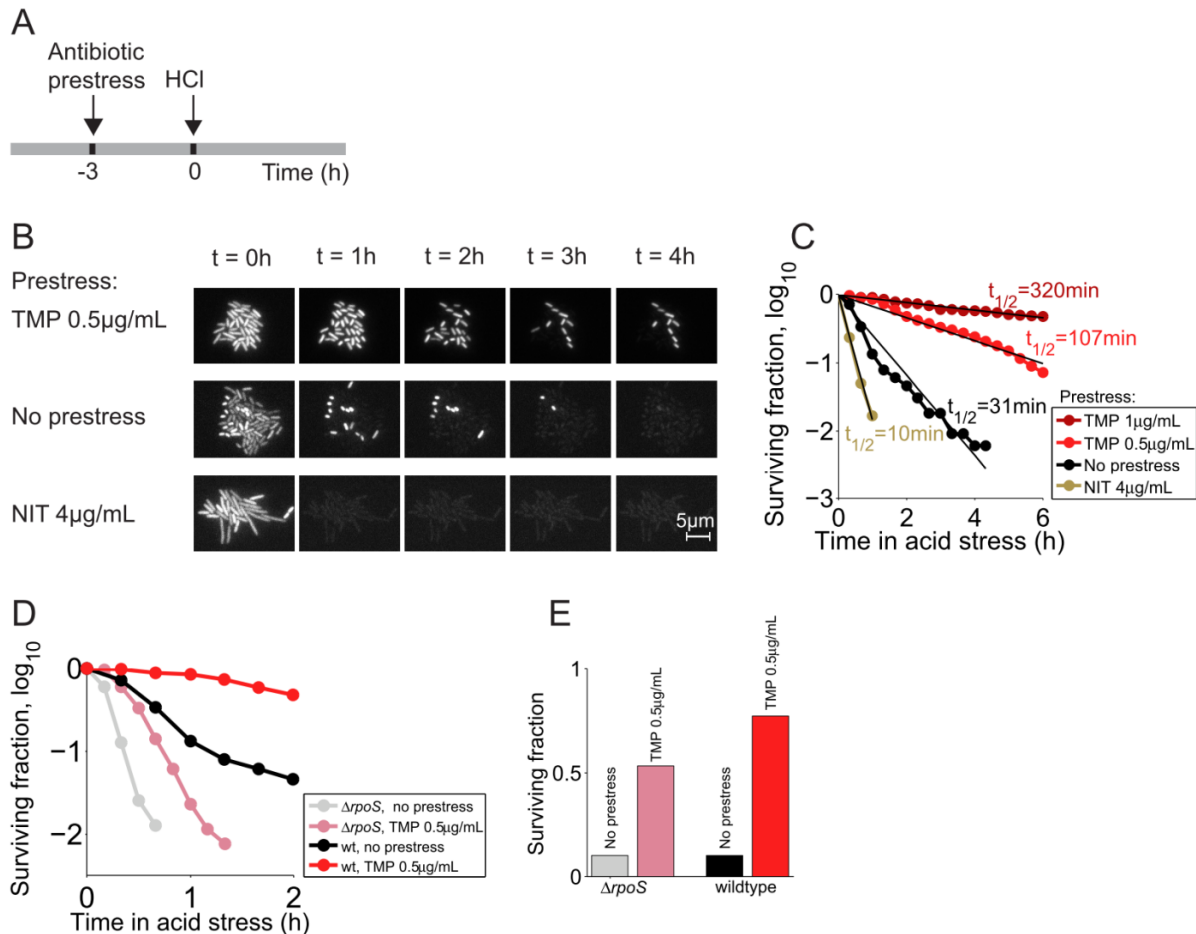 A
Antibiotic
prestress
HCl
-3
0
Time (h)
B
t = 0h
t = 1h
t = 2h
t = 3h
t = 4h
Prestress:
TMP 0.5µg/mL
No prestress
NIT 4µg/mL
5µm
C
Surviving fraction, log10
0
−1
−2
−3
t1/2=320min
t1/2=107min
t1/2=31min
t1/2=10min
Prestress:
TMP 1µg/mL
TMP 0.5µg/mL
No prestress
NIT 4µg/mL
0
2
4
6
Time in acid stress (h)
D
Surviving fraction, log10
0
−1
−2
ΔrpoS, no prestress
ΔrpoS, TMP 0.5µg/mL
wt, no prestress
wt, TMP 0.5µg/mL
0
1
2
Time in acid stress (h)
E
Surviving fraction
1
0.5
0
No prestress
TMP 0.5µg/mL
No prestress
TMP 0.5µg/mL
ΔrpoS
wildtype